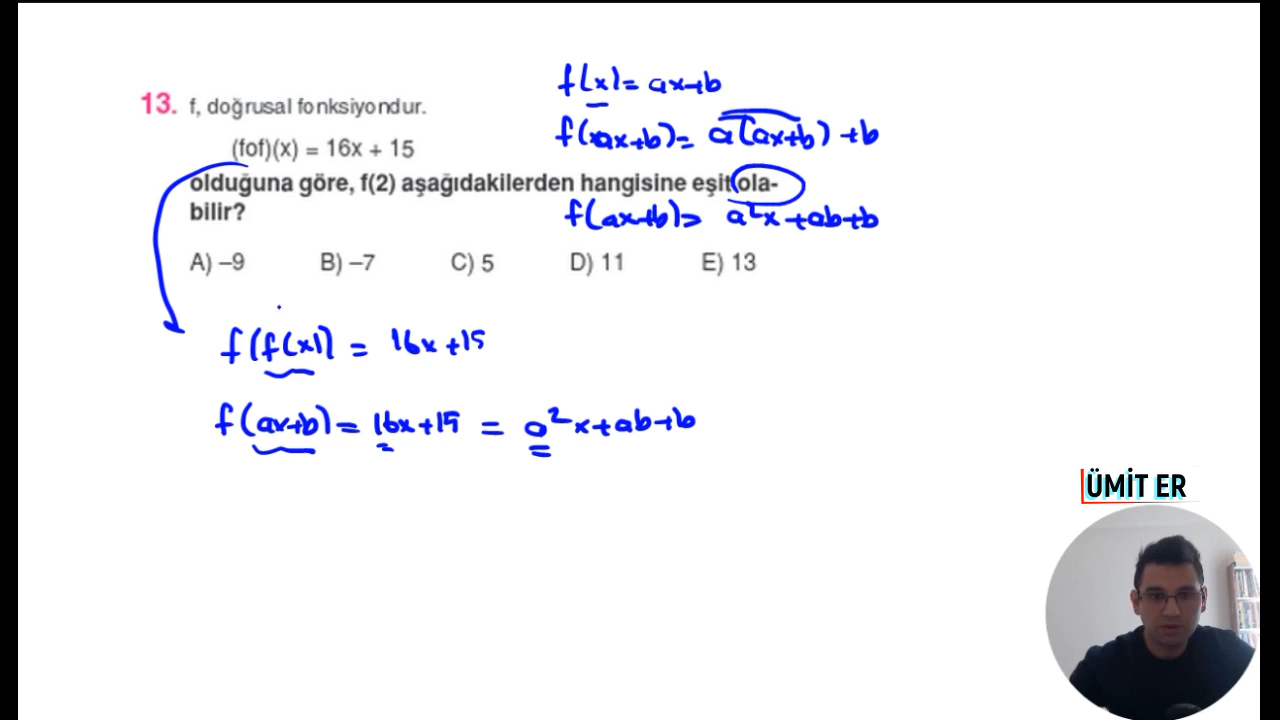 13. f, doğrusal fonksiyondur.
(fof)(x) = 16x + 15
olduğuna göre, f(2) aşağıdakilerden hangisine eşit ola-
bilir?
A) –9 B) –7 C) 5 D) 11 E) 13
f(x) = ax+b
f(ax+b) = a(ax+b) + b
f(ax+b) = a²x + ab + b
f(f(x)) = 16x + 15
f(ax+b) = 16x + 15 = a²x + ab + b
ÜMİT ER